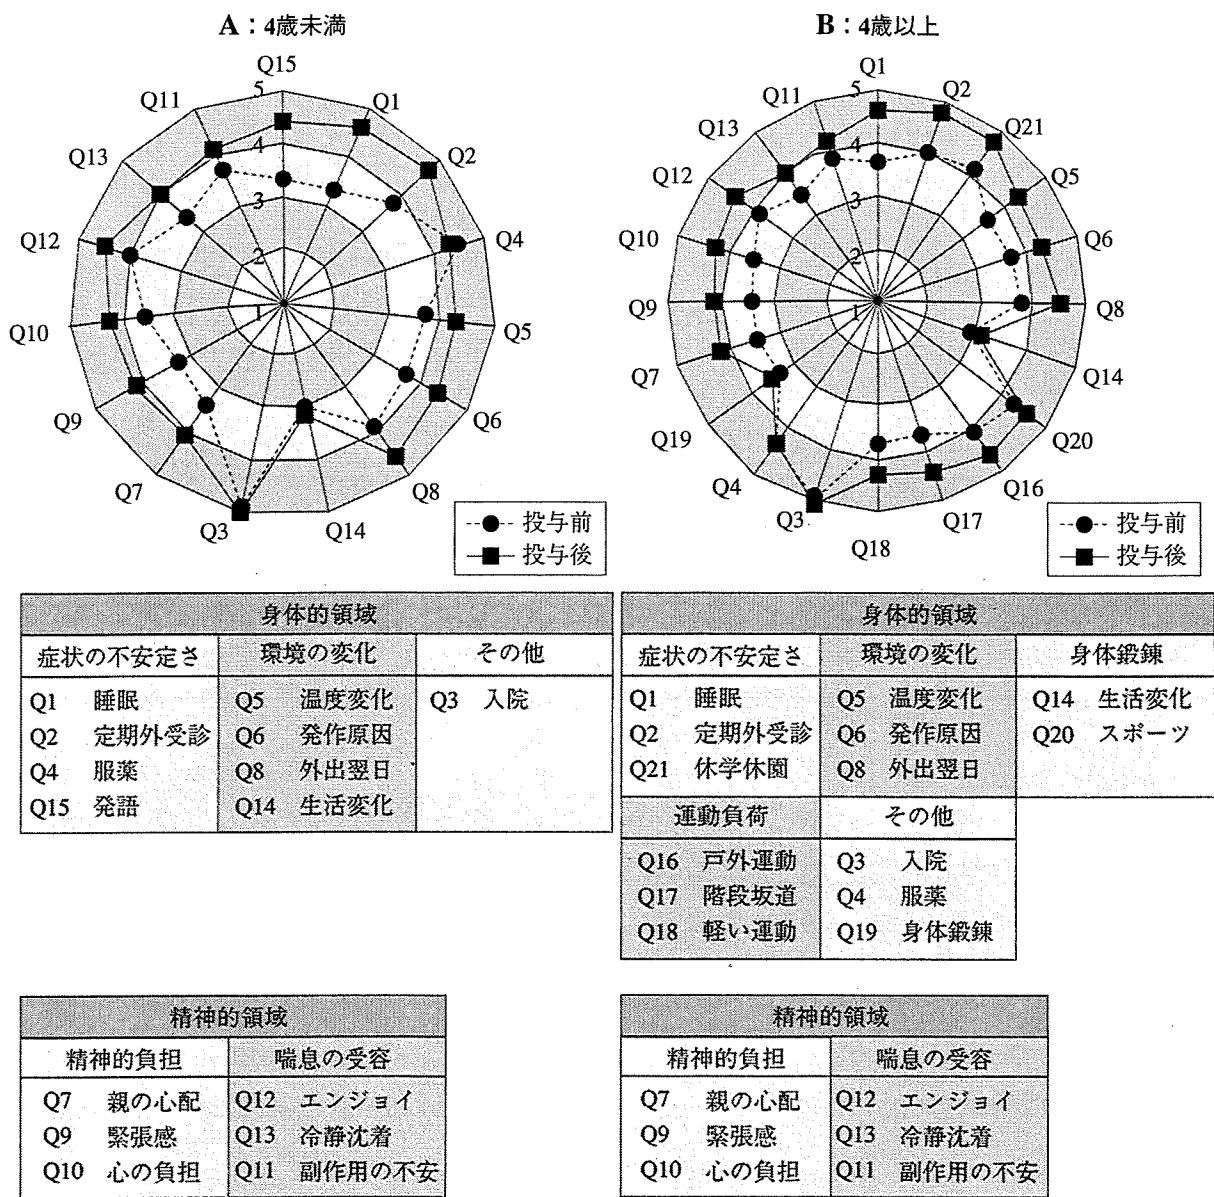 A：4歳未満
Q15
Q1
Q2
Q4
Q5
Q6
Q8
Q14
Q3
Q7
Q9
Q10
Q12
Q13
Q11
5
4
3
2
1
投与前
投与後
B：4歳以上
Q1
Q2
Q21
Q5
Q6
Q8
Q14
Q20
Q16
Q17
Q18
Q3
Q4
Q19
Q7
Q9
Q10
Q12
Q13
Q11
5
4
3
2
1
投与前
投与後
身体的領域
症状の不安定さ 環境の変化 その他
Q1 睡眠 Q5 温度変化 Q3 入院
Q2 定期外受診 Q6 発作原因
Q4 服薬 Q8 外出翌日
Q15 発語 Q14 生活変化
身体的領域
症状の不安定さ 環境の変化 身体鍛錬
Q1 睡眠 Q5 温度変化 Q14 生活変化
Q2 定期外受診 Q6 発作原因 Q20 スポーツ
Q21 休学休園 Q8 外出翌日
運動負荷 その他
Q16 戸外運動 Q3 入院
Q17 階段坂道 Q4 服薬
Q18 軽い運動 Q19 身体鍛錬
精神的領域
精神的負担 喘息の受容
Q7 親の心配 Q12 エンジョイ
Q9 緊張感 Q13 冷静沈着
Q10 心の負担 Q11 副作用の不安
精神的領域
精神的負担 喘息の受容
Q7 親の心配 Q12 エンジョイ
Q9 緊張感 Q13 冷静沈着
Q10 心の負担 Q11 副作用の不安